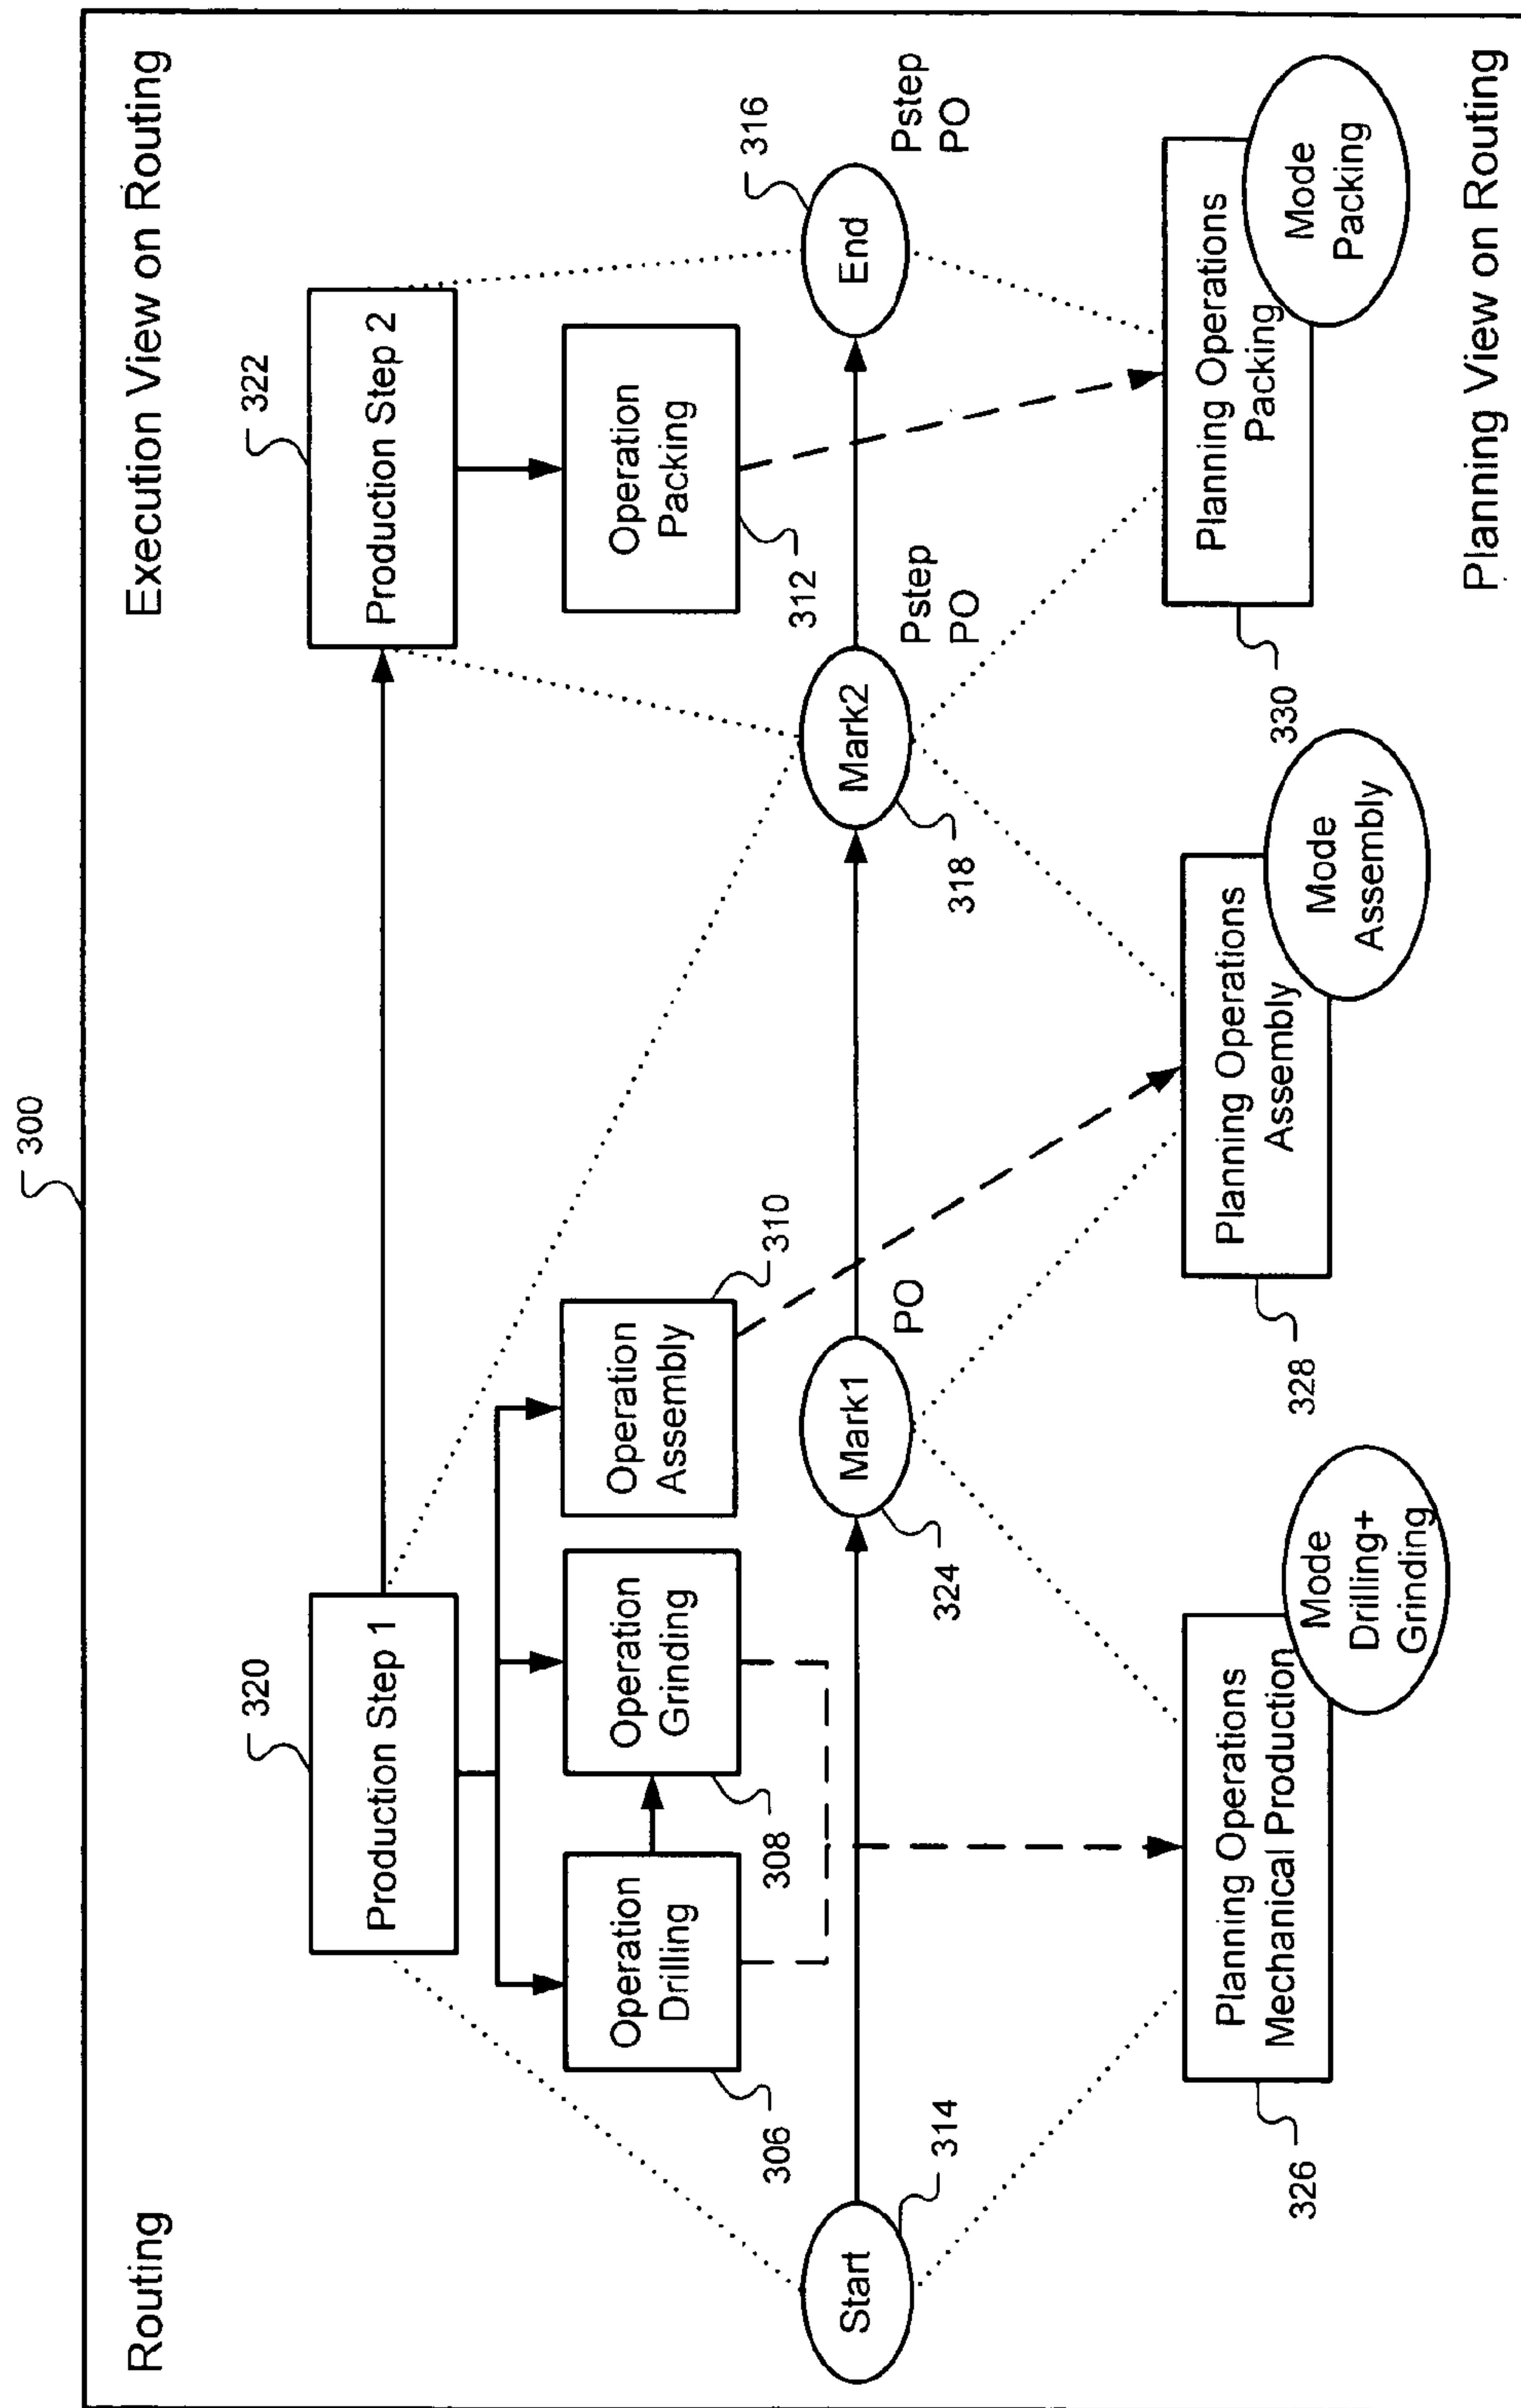 300
Routing
Execution View on Routing
320
322
Production Step 1
Production Step 2
Operation
Drilling
Operation
Grinding
Operation
Assembly
Operation
Packing
306
308
310
312
316
Start
Mark1
Mark2
End
314
324
PO
318
Pstep
PO
Pstep
PO
Planning Operations
Mechanical Production
Mode
Drilling+
Grinding
Planning Operations
Assembly
Mode
Assembly
Planning Operations
Packing
Mode
Packing
326
328
330
Planning View on Routing